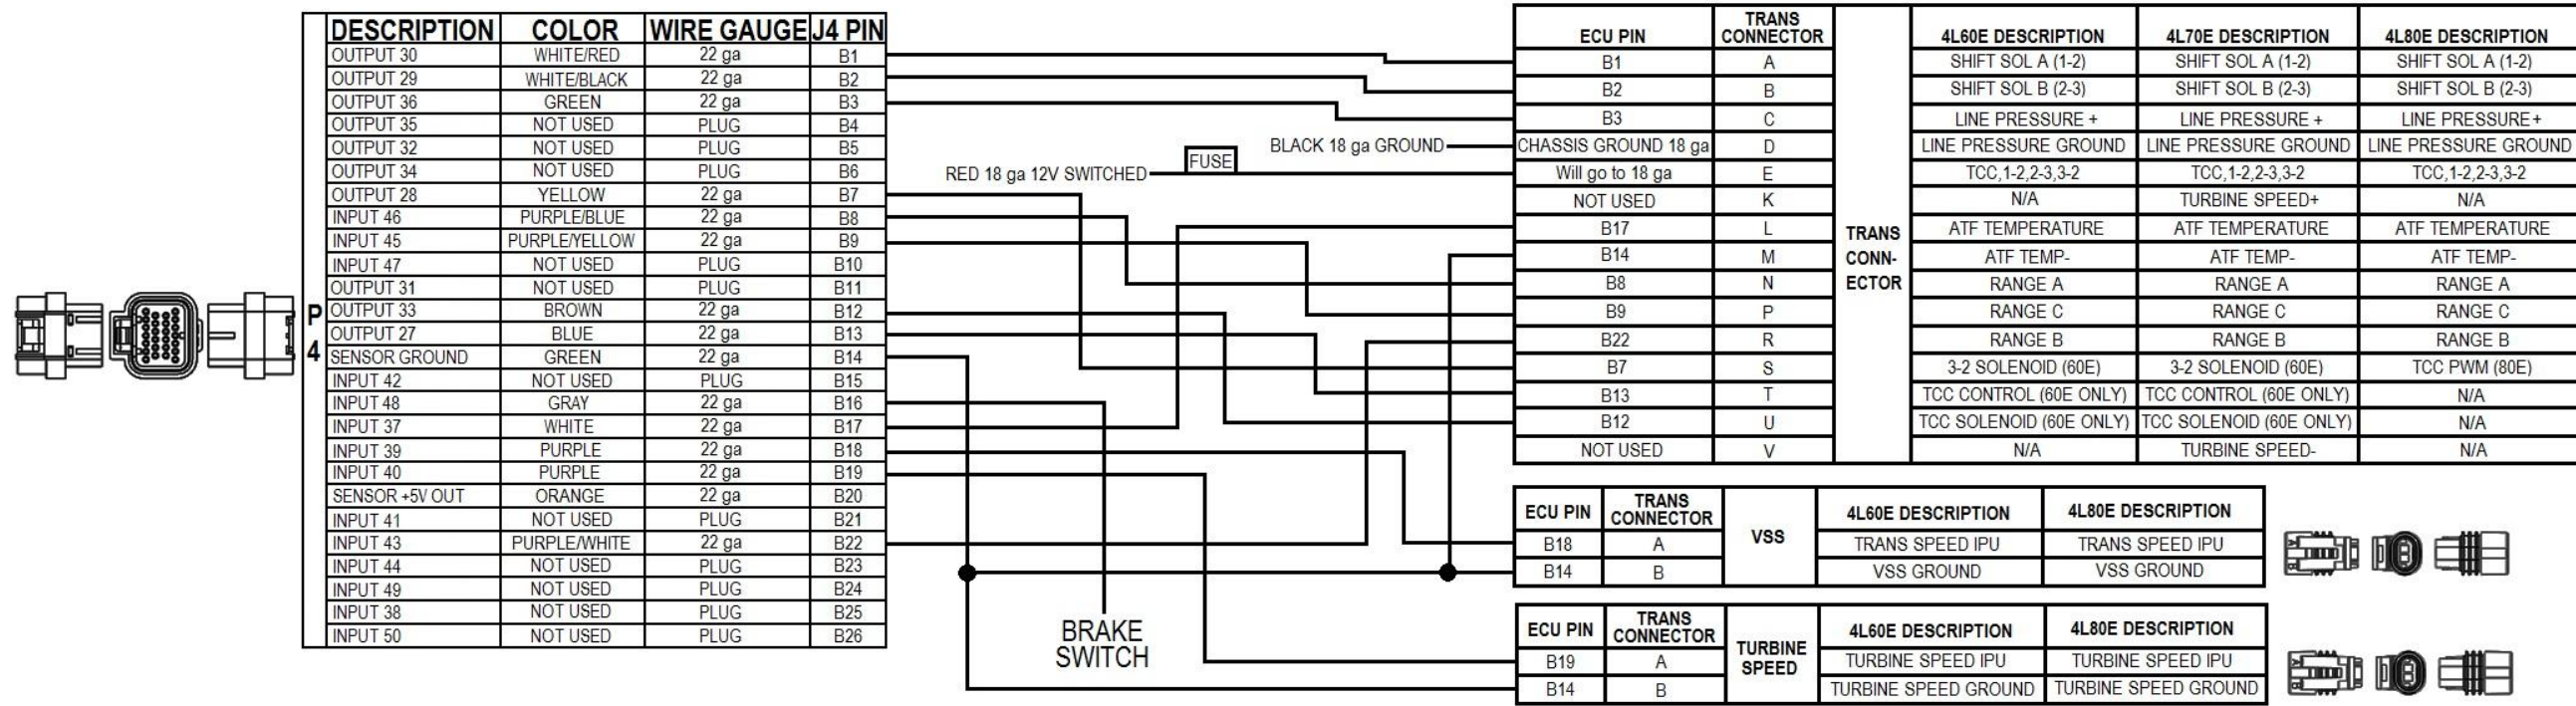 DESCRIPTION COLOR WIRE GAUGE J4 PIN
OUTPUT 30 WHITE/RED 22 ga B1
OUTPUT 29 WHITE/BLACK 22 ga B2
OUTPUT 36 GREEN 22 ga B3
OUTPUT 35 NOT USED PLUG B4
OUTPUT 32 NOT USED PLUG B5
OUTPUT 34 NOT USED PLUG B6
OUTPUT 28 YELLOW 22 ga B7
INPUT 46 PURPLE/BLUE 22 ga B8
INPUT 45 PURPLE/YELLOW 22 ga B9
INPUT 47 NOT USED PLUG B10
OUTPUT 31 NOT USED PLUG B11
OUTPUT 33 BROWN 22 ga B12
OUTPUT 27 BLUE 22 ga B13
SENSOR GROUND GREEN 22 ga B14
INPUT 42 NOT USED PLUG B15
INPUT 48 GRAY 22 ga B16
INPUT 37 WHITE 22 ga B17
INPUT 39 PURPLE 22 ga B18
INPUT 40 PURPLE 22 ga B19
SENSOR +5V OUT ORANGE 22 ga B20
INPUT 41 NOT USED PLUG B21
INPUT 43 PURPLE/WHITE 22 ga B22
INPUT 44 NOT USED PLUG B23
INPUT 49 NOT USED PLUG B24
INPUT 38 NOT USED PLUG B25
INPUT 50 NOT USED PLUG B26
P
4
BLACK 18 ga GROUND
RED 18 ga 12V SWITCHED
FUSE
BRAKE
SWITCH
ECU PIN TRANS CONNECTOR 4L60E DESCRIPTION 4L70E DESCRIPTION 4L80E DESCRIPTION
B1 A SHIFT SOL A (1-2) SHIFT SOL A (1-2) SHIFT SOL A (1-2)
B2 B SHIFT SOL B (2-3) SHIFT SOL B (2-3) SHIFT SOL B (2-3)
B3 C LINE PRESSURE + LINE PRESSURE + LINE PRESSURE+
CHASSIS GROUND 18 ga D LINE PRESSURE GROUND LINE PRESSURE GROUND LINE PRESSURE GROUND
Will go to 18 ga E TCC,1-2,2-3,3-2 TCC,1-2,2-3,3-2 TCC,1-2,2-3,3-2
NOT USED K N/A TURBINE SPEED+ N/A
B17 L ATF TEMPERATURE ATF TEMPERATURE ATF TEMPERATURE
B14 M ATF TEMP- ATF TEMP- ATF TEMP-
B8 N RANGE A RANGE A RANGE A
B9 P RANGE C RANGE C RANGE C
B22 R RANGE B RANGE B RANGE B
B7 S 3-2 SOLENOID (60E) 3-2 SOLENOID (60E) TCC PWM (80E)
B13 T TCC CONTROL (60E ONLY) TCC CONTROL (60E ONLY) N/A
B12 U TCC SOLENOID (60E ONLY) TCC SOLENOID (60E ONLY) N/A
NOT USED V N/A TURBINE SPEED- N/A
TRANS
CONN-
ECTOR
ECU PIN TRANS CONNECTOR VSS 4L60E DESCRIPTION 4L80E DESCRIPTION
B18 A TRANS SPEED IPU TRANS SPEED IPU
B14 B VSS GROUND VSS GROUND
ECU PIN TRANS CONNECTOR TURBINE SPEED 4L60E DESCRIPTION 4L80E DESCRIPTION
B19 A TURBINE SPEED IPU TURBINE SPEED IPU
B14 B TURBINE SPEED GROUND TURBINE SPEED GROUND